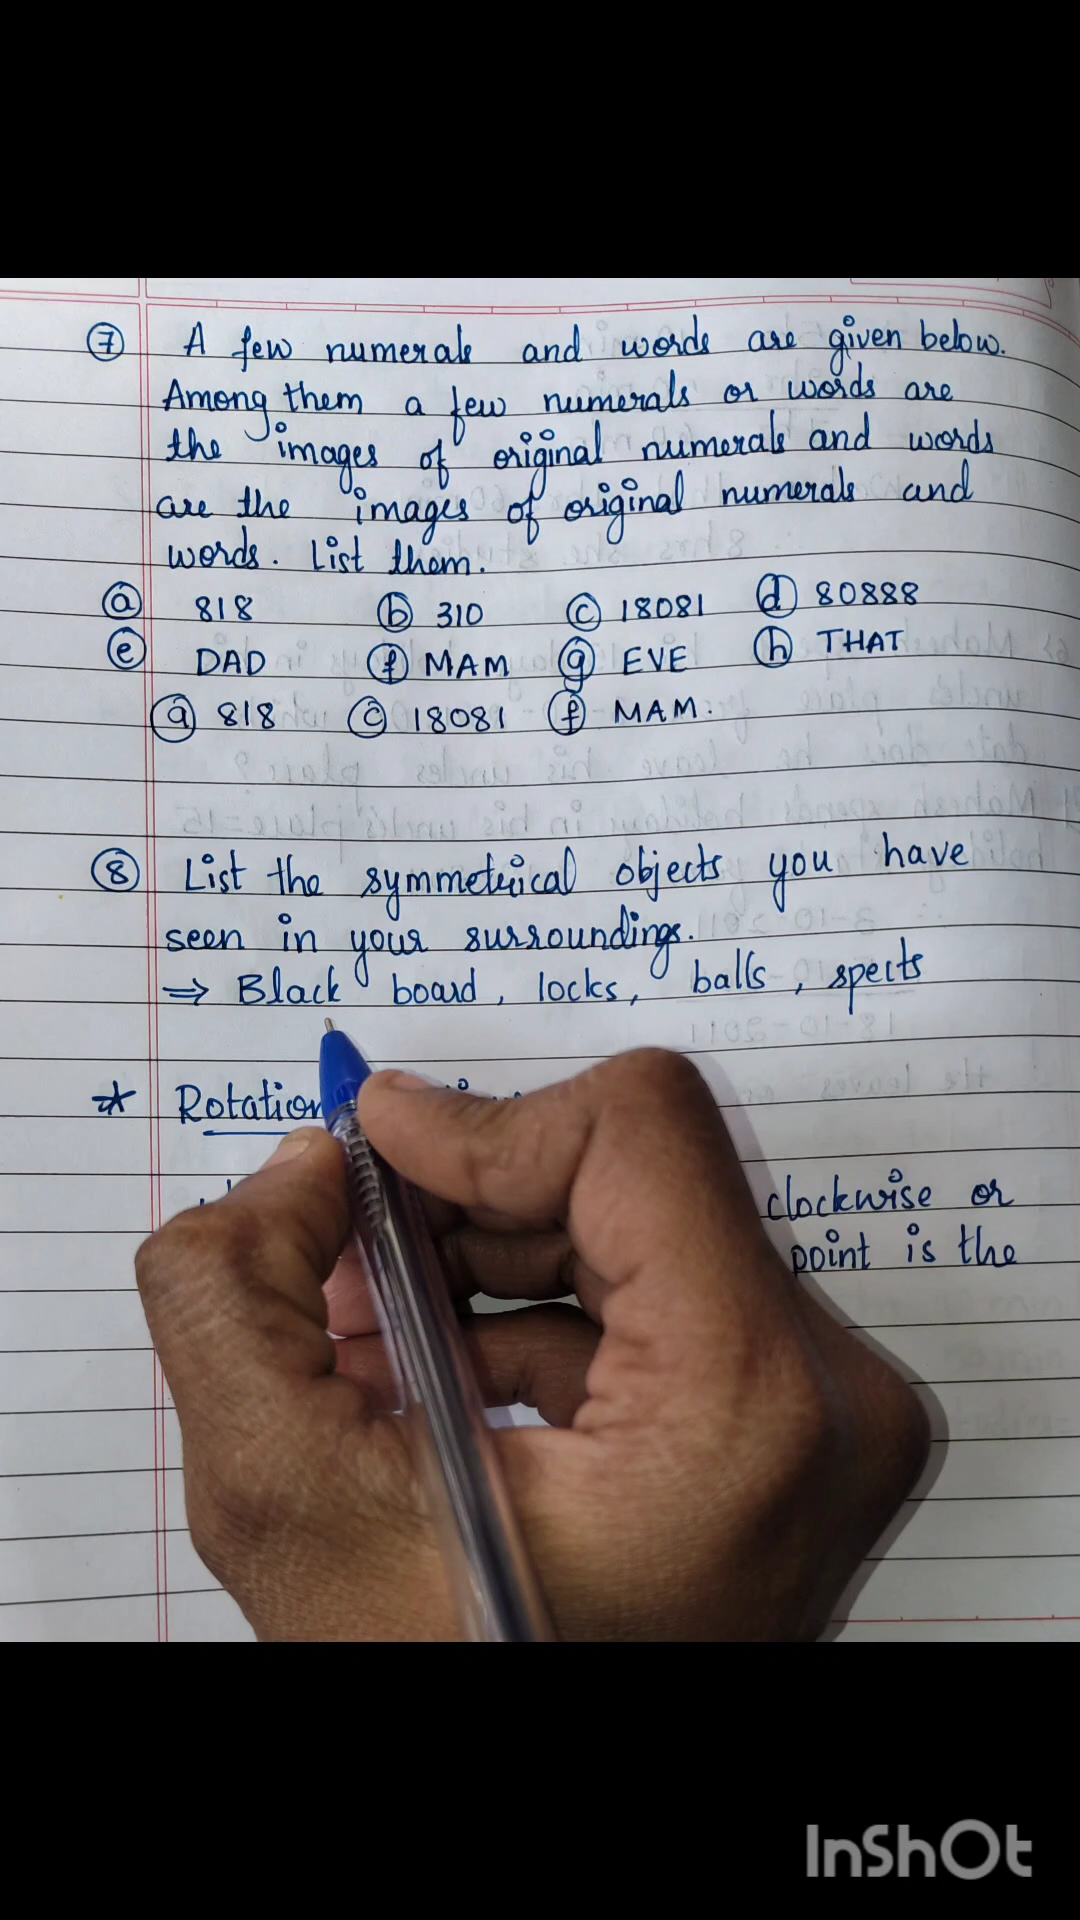 7 A few numerals and words are given below.
Among them a few numerals or words are
the images of original numerals and words
are the images of original numerals and
words. List them.
a 818 b 310 c 18081 d 80888
e DAD f MAM g EVE h THAT
a 818 c 18081 f MAM.
8 List the symmetrical objects you have
seen in your surroundings.
⇒ Black board, locks, balls, spects
* Rotation
clockwise or
point is the
InShOt